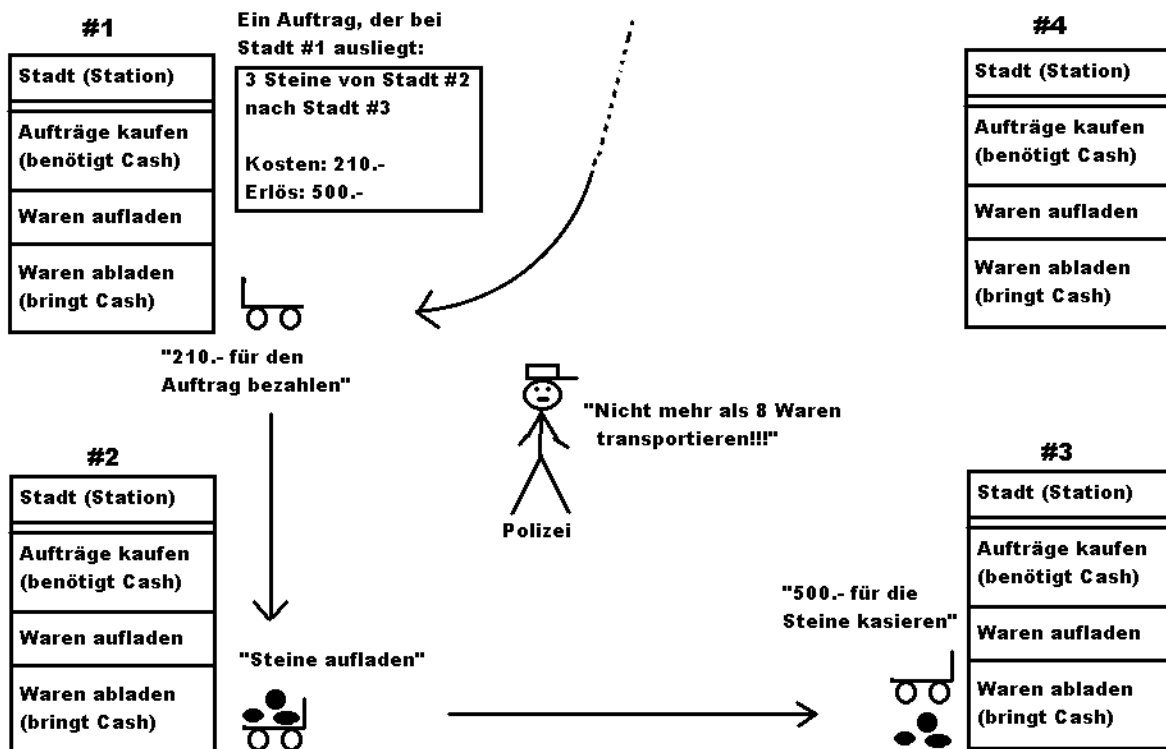 #1
Stadt (Station)
Aufträge kaufen
(benötigt Cash)
Waren aufladen
Waren abladen
(bringt Cash)
Ein Auftrag, der bei
Stadt #1 ausliegt:
3 Steine von Stadt #2
nach Stadt #3
Kosten: 210.-
Erlös: 500.-
"210.- für den
Auftrag bezahlen"
#4
Stadt (Station)
Aufträge kaufen
(benötigt Cash)
Waren aufladen
Waren abladen
(bringt Cash)
"Nicht mehr als 8 Waren
transportieren!!!"
Polizei
#2
Stadt (Station)
Aufträge kaufen
(benötigt Cash)
Waren aufladen
Waren abladen
(bringt Cash)
"Steine aufladen"
"500.- für die
Steine kasieren"
#3
Stadt (Station)
Aufträge kaufen
(benötigt Cash)
Waren aufladen
Waren abladen
(bringt Cash)